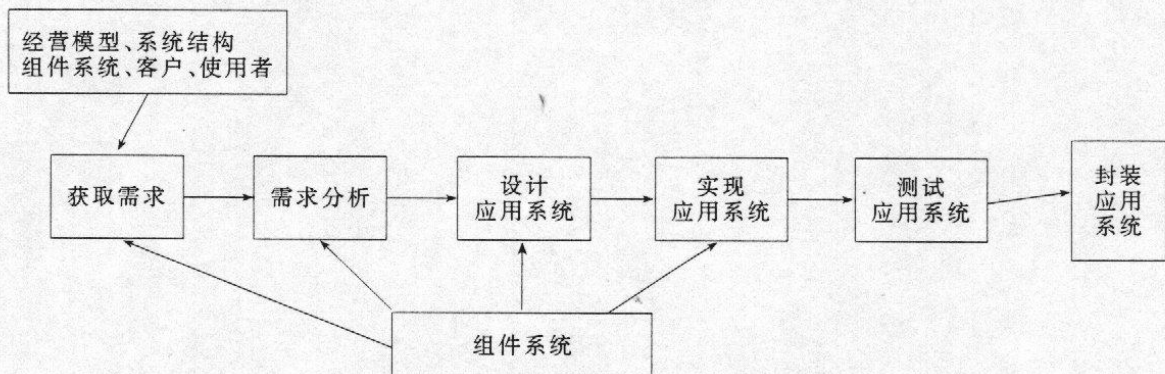 经营模型、系统结构
组件系统、客户、使用者
获取需求
需求分析
设计
应用系统
实现
应用系统
测试
应用系统
封装
应用
系统
组件系统